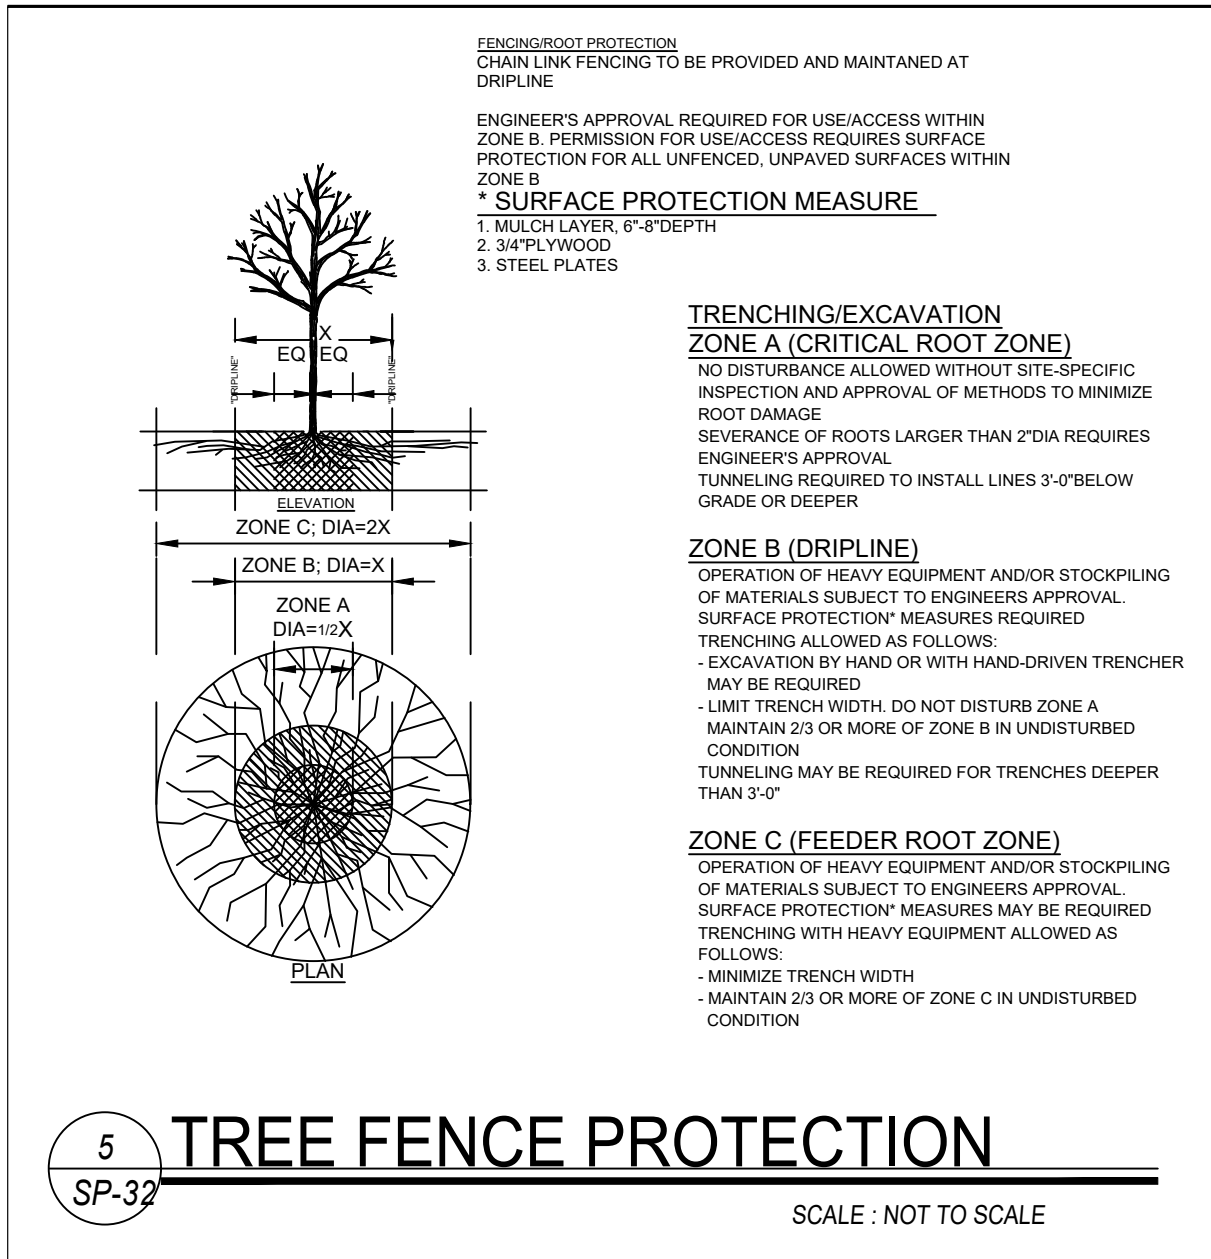 FENCING/ROOT PROTECTION
CHAIN LINK FENCING TO BE PROVIDED AND MAINTANED AT
DRIPLINE
ENGINEER'S APPROVAL REQUIRED FOR USE/ACCESS WITHIN
ZONE B. PERMISSION FOR USE/ACCESS REQUIRES SURFACE
PROTECTION FOR ALL UNFENCED, UNPAVED SURFACES WITHIN
ZONE B
* SURFACE PROTECTION MEASURE
1. MULCH LAYER, 6"-8"DEPTH
2. 3/4"PLYWOOD
3. STEEL PLATES
X
EQ EQ
"DRIPLINE"
"DRIPLINE"
ELEVATION
ZONE C; DIA=2X
ZONE B; DIA=X
ZONE A
DIA=1/2X
PLAN
TRENCHING/EXCAVATION
ZONE A (CRITICAL ROOT ZONE)
NO DISTURBANCE ALLOWED WITHOUT SITE-SPECIFIC
INSPECTION AND APPROVAL OF METHODS TO MINIMIZE
ROOT DAMAGE
SEVERANCE OF ROOTS LARGER THAN 2"DIA REQUIRES
ENGINEER'S APPROVAL
TUNNELING REQUIRED TO INSTALL LINES 3'-0"BELOW
GRADE OR DEEPER
ZONE B (DRIPLINE)
OPERATION OF HEAVY EQUIPMENT AND/OR STOCKPILING
OF MATERIALS SUBJECT TO ENGINEERS APPROVAL.
SURFACE PROTECTION* MEASURES REQUIRED
TRENCHING ALLOWED AS FOLLOWS:
- EXCAVATION BY HAND OR WITH HAND-DRIVEN TRENCHER
MAY BE REQUIRED
- LIMIT TRENCH WIDTH. DO NOT DISTURB ZONE A
MAINTAIN 2/3 OR MORE OF ZONE B IN UNDISTURBED
CONDITION
TUNNELING MAY BE REQUIRED FOR TRENCHES DEEPER
THAN 3'-0"
ZONE C (FEEDER ROOT ZONE)
OPERATION OF HEAVY EQUIPMENT AND/OR STOCKPILING
OF MATERIALS SUBJECT TO ENGINEERS APPROVAL.
SURFACE PROTECTION* MEASURES MAY BE REQUIRED
TRENCHING WITH HEAVY EQUIPMENT ALLOWED AS
FOLLOWS:
- MINIMIZE TRENCH WIDTH
- MAINTAIN 2/3 OR MORE OF ZONE C IN UNDISTURBED
CONDITION
5
SP-32
TREE FENCE PROTECTION
SCALE : NOT TO SCALE